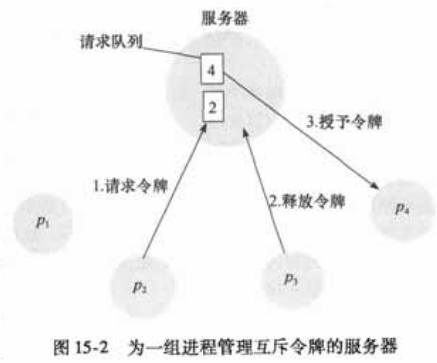 服务器
请求队列
4
2
3.授予令牌
1.请求令牌
2.释放令牌
p1
p2
p3
p4
图 15-2 为一组进程管理互斥令牌的服务器